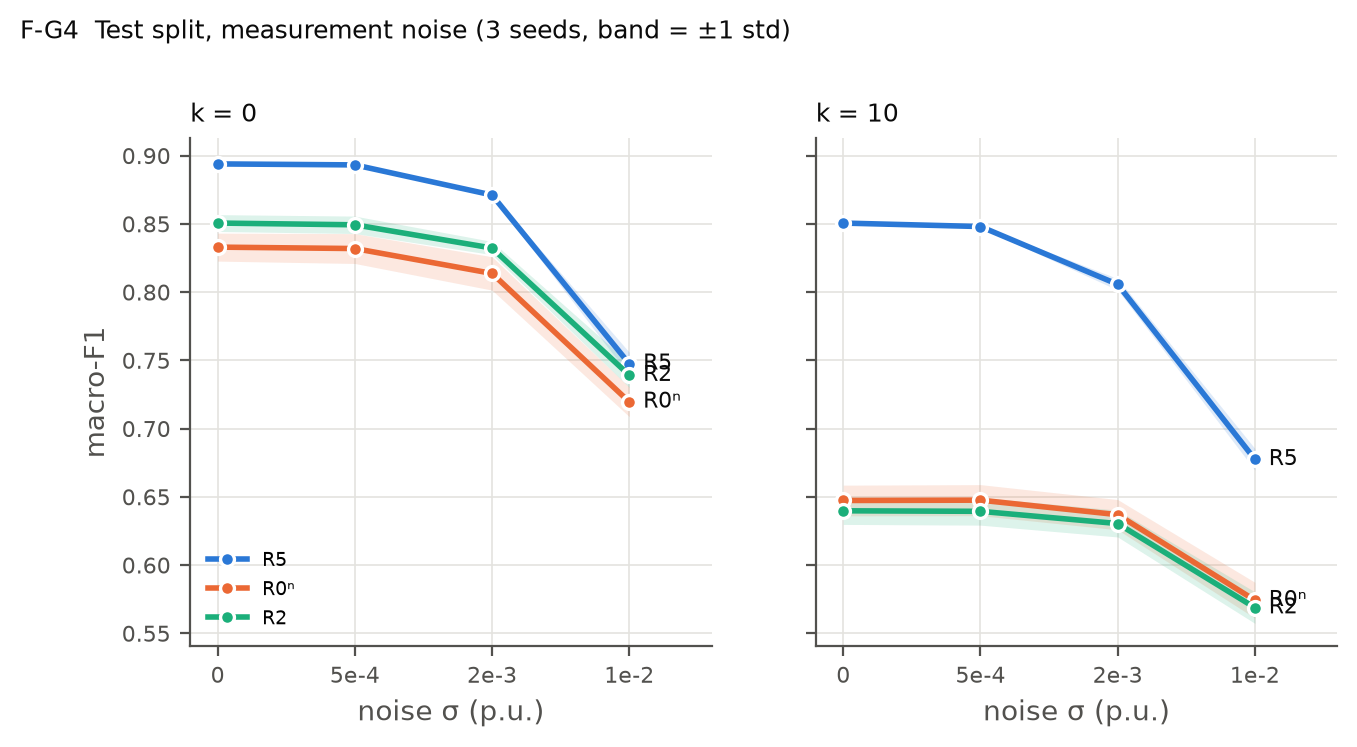 F-G4  Test split, measurement noise (3 seeds, band = ±1 std)
k = 0
0.90
0.85
0.80
0.75
0.70
0.65
0.60
0.55
macro-F1
R5
R2
R0ⁿ
R5
R0ⁿ
R2
0
5e-4
2e-3
1e-2
noise σ (p.u.)
k = 10
R5
R0ⁿ
R2
0
5e-4
2e-3
1e-2
noise σ (p.u.)